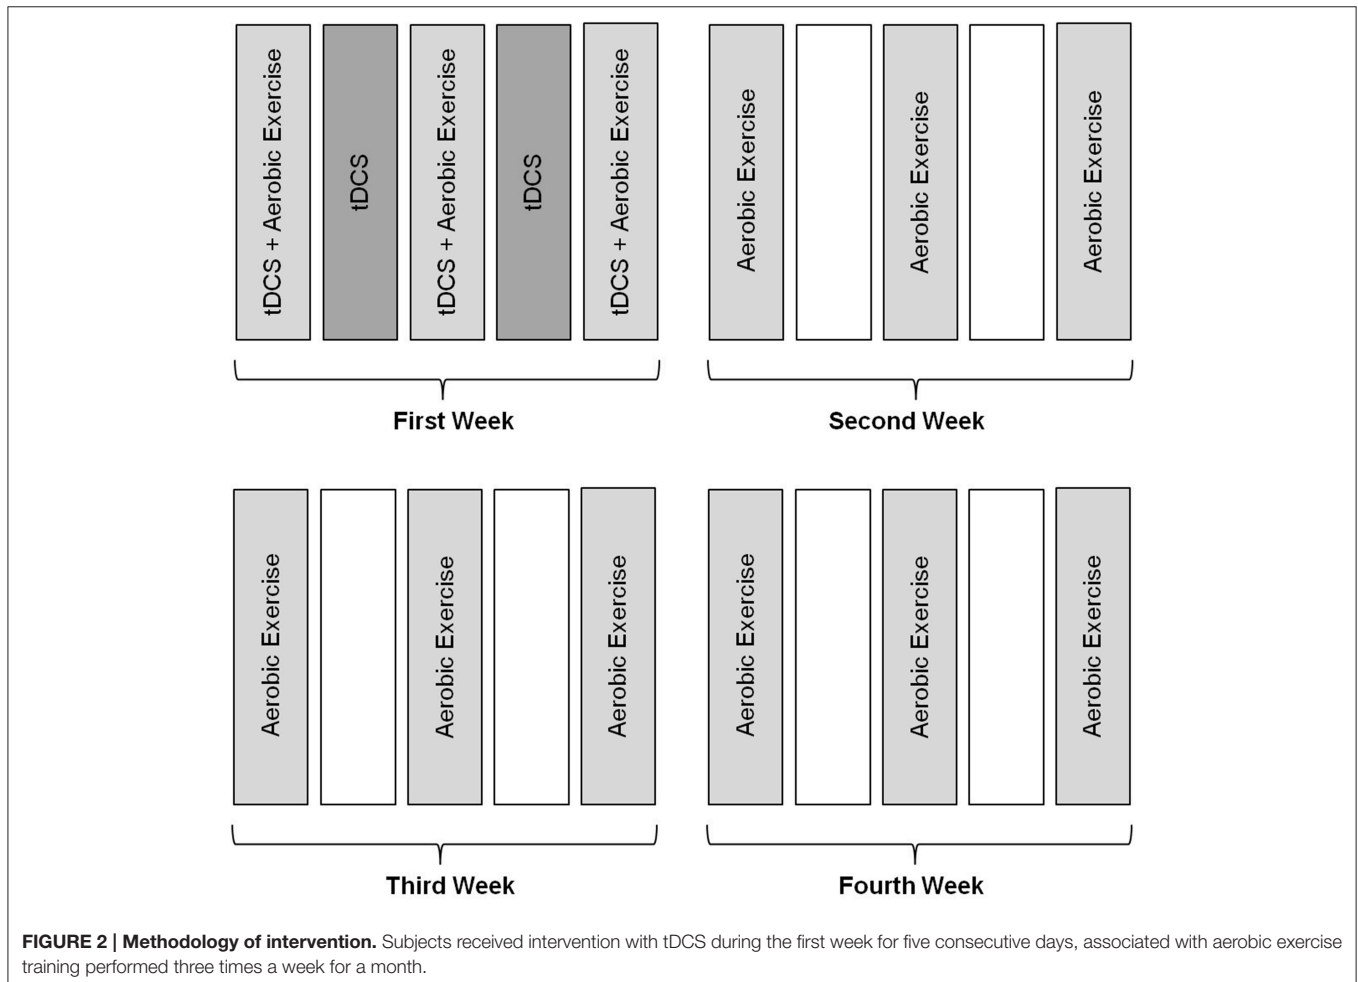 tDCS + Aerobic Exercise
tDCS
tDCS + Aerobic Exercise
tDCS
tDCS + Aerobic Exercise
First Week
Aerobic Exercise
Aerobic Exercise
Aerobic Exercise
Second Week
Aerobic Exercise
Aerobic Exercise
Aerobic Exercise
Third Week
Aerobic Exercise
Aerobic Exercise
Aerobic Exercise
Fourth Week
FIGURE 2 | Methodology of intervention. Subjects received intervention with tDCS during the first week for five consecutive days, associated with aerobic exercise
training performed three times a week for a month.